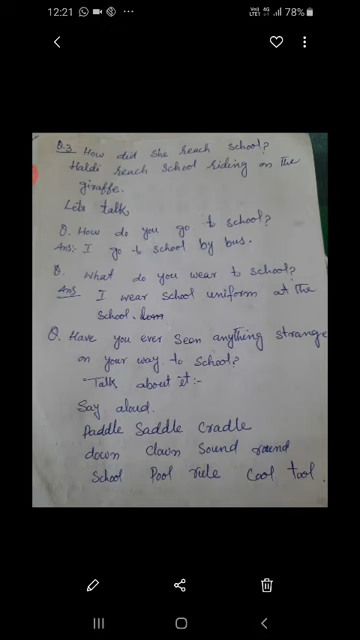 12:21 78%
Q.3 How did she reach school?
Haldi reach school riding on the
giraffe.
Lets talk
Q. How do you go to school?
Ans:- I go to school by bus.
Q. What do you wear to school?
Ans I wear school uniform at the
school.
Q. Have you ever seen anything strange
on your way to school?
"Talk about it:-
Say aloud.
Paddle Saddle Cradle
down clown Sound round
School Pool rule Cool tool.